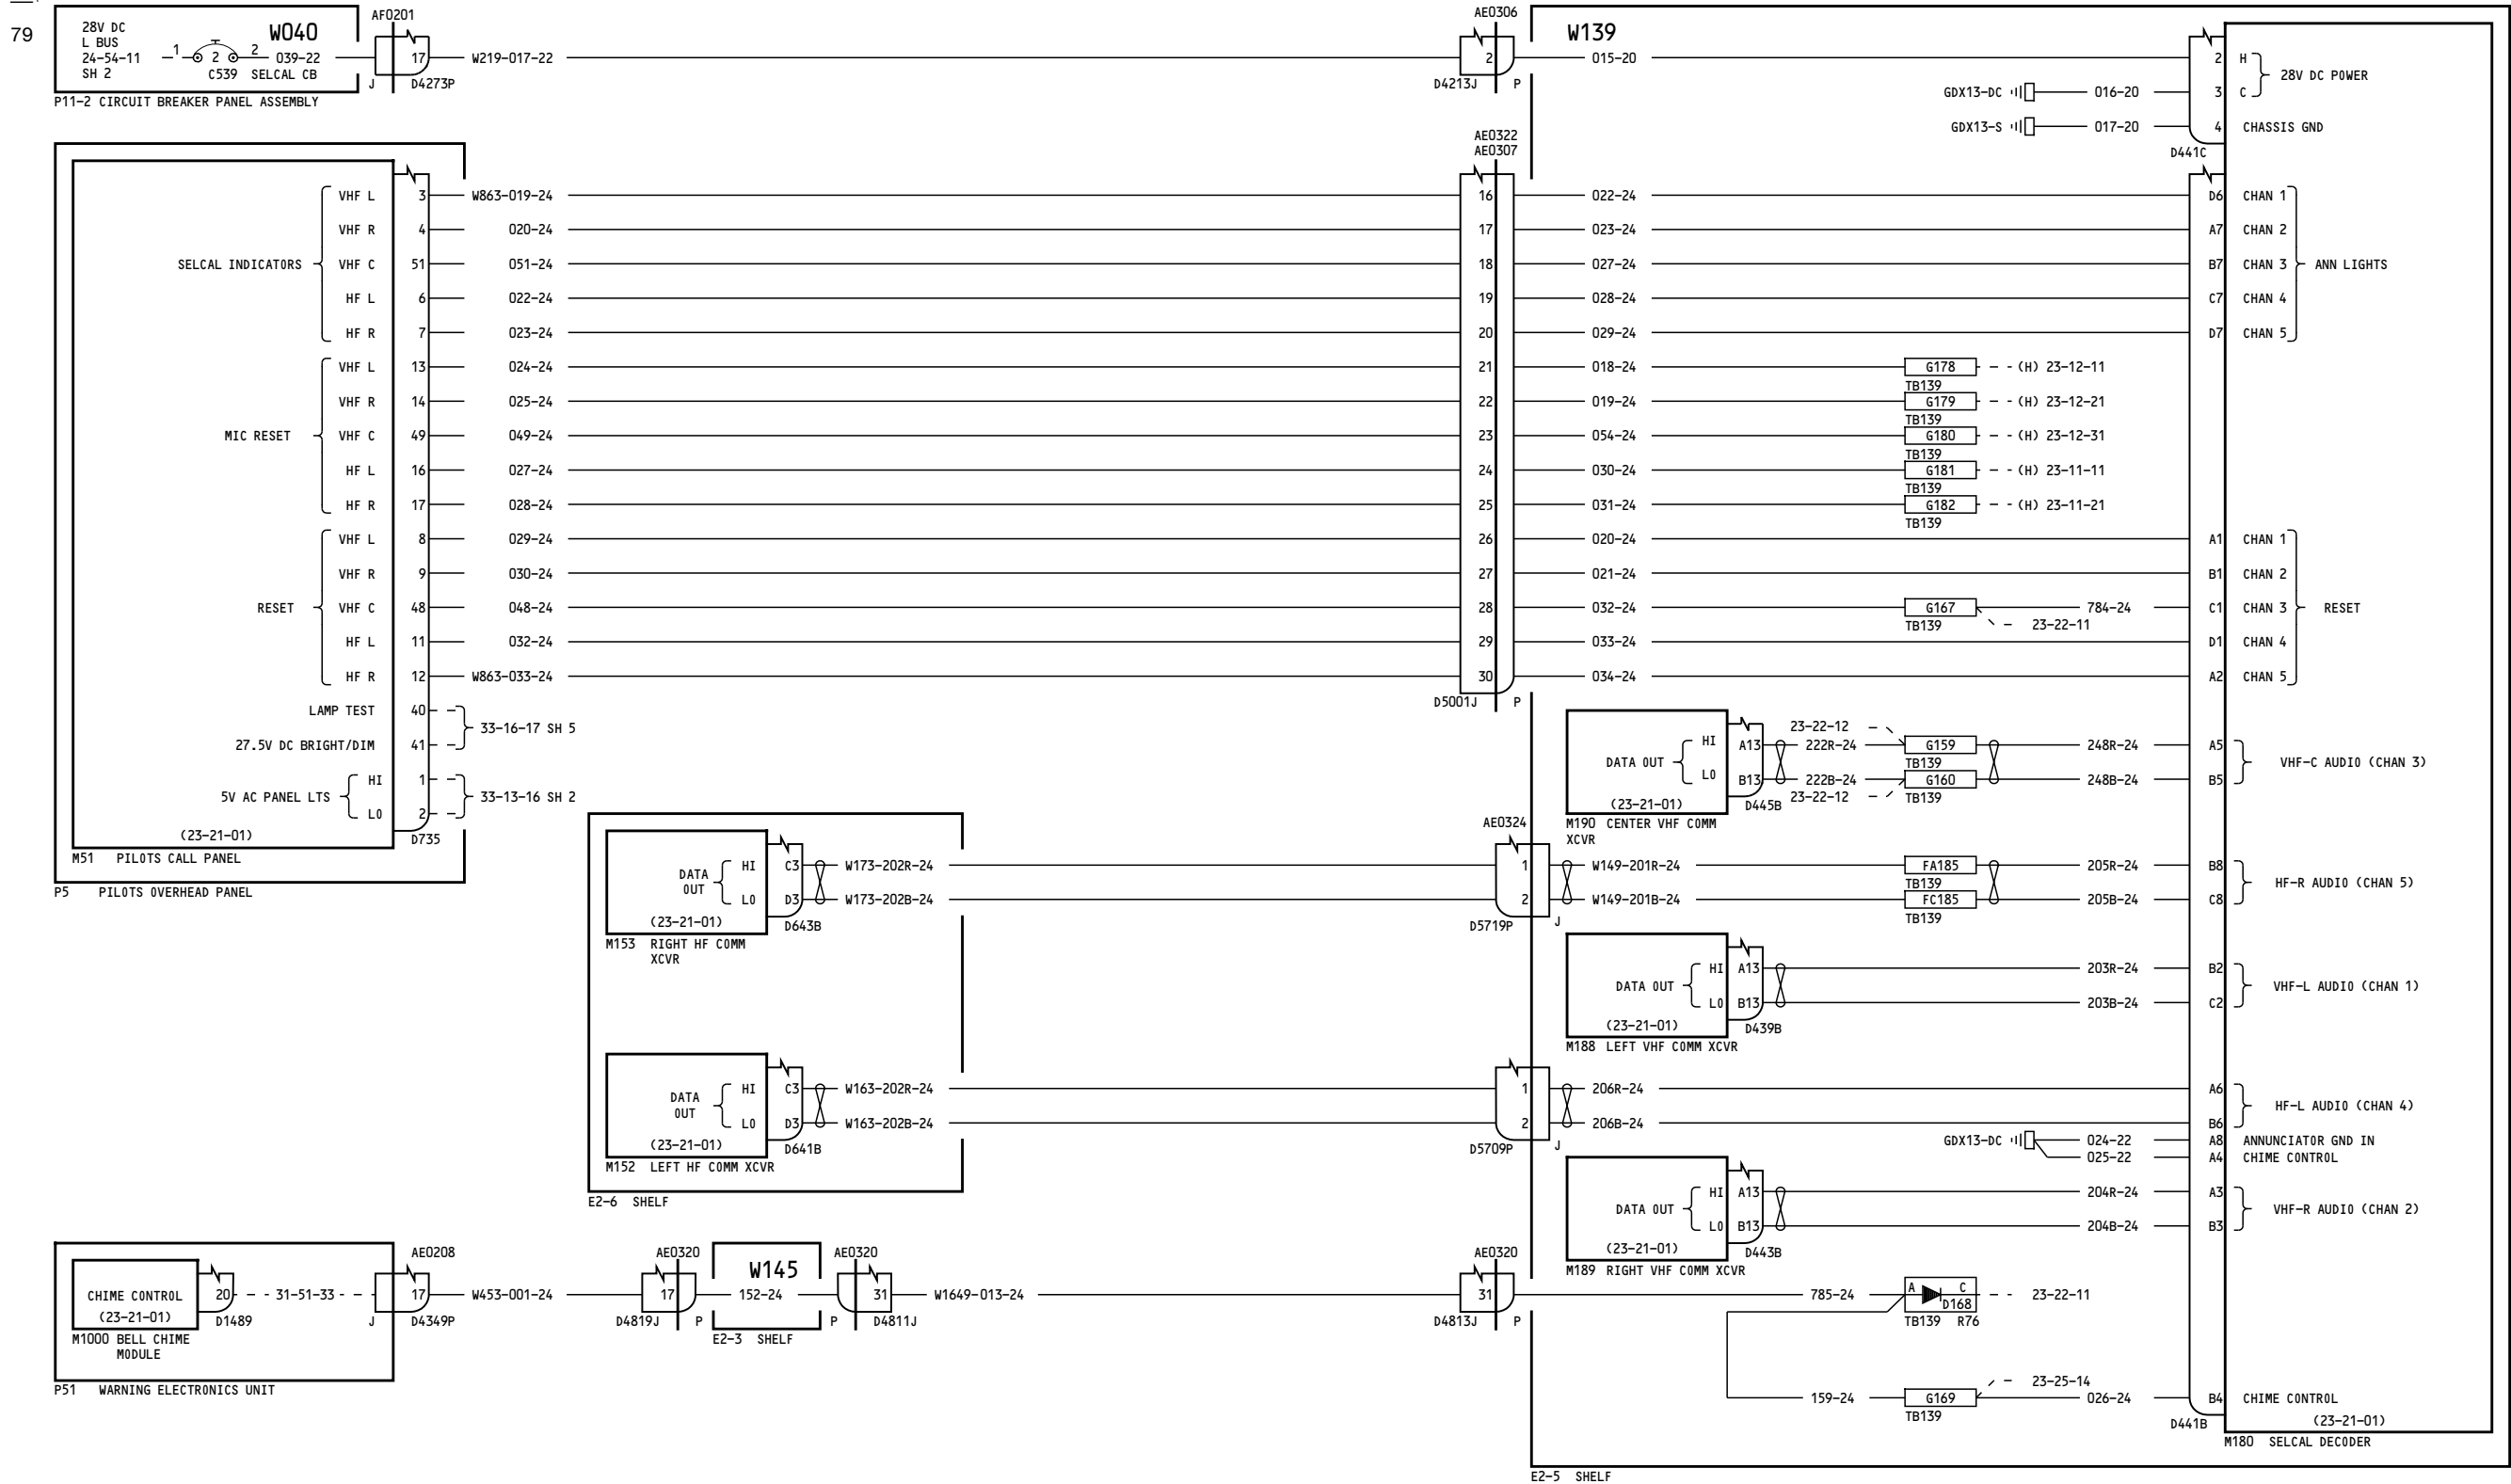 79
28V DC
L BUS
24-54-11
SH 2
1 2 2
C539
W040
039-22
SELCAL CB
AF0201
17
J D4273P
W219-017-22
P11-2 CIRCUIT BREAKER PANEL ASSEMBLY
AE0306
2
D4213J P
W139
015-20
2 H
28V DC POWER
GDX13-DC 016-20 3 C
GDX13-S 017-20 4 CHASSIS GND
D441C
AE0322
AE0307
SELCAL INDICATORS
VHF L 3 W863-019-24 16 022-24 D6 CHAN 1
VHF R 4 020-24 17 023-24 A7 CHAN 2
VHF C 51 051-24 18 027-24 B7 CHAN 3 ANN LIGHTS
HF L 6 022-24 19 028-24 C7 CHAN 4
HF R 7 023-24 20 029-24 D7 CHAN 5
MIC RESET
VHF L 13 024-24 21 018-24 G178 (H) 23-12-11
TB139
VHF R 14 025-24 22 019-24 G179 (H) 23-12-21
TB139
VHF C 49 049-24 23 054-24 G180 (H) 23-12-31
TB139
HF L 16 027-24 24 030-24 G181 (H) 23-11-11
TB139
HF R 17 028-24 25 031-24 G182 (H) 23-11-21
TB139
RESET
VHF L 8 029-24 26 020-24 A1 CHAN 1
VHF R 9 030-24 27 021-24 B1 CHAN 2
VHF C 48 048-24 28 032-24 G167 784-24 C1 CHAN 3 RESET
TB139 23-22-11
HF L 11 032-24 29 033-24 D1 CHAN 4
HF R 12 W863-033-24 30 034-24 A2 CHAN 5
D5001J P
LAMP TEST 40
33-16-17 SH 5
27.5V DC BRIGHT/DIM 41
HI 1
5V AC PANEL LTS 33-13-16 SH 2
LO 2
(23-21-01)
D735
M51 PILOTS CALL PANEL
P5 PILOTS OVERHEAD PANEL
23-22-12
DATA OUT HI A13 222R-24 G159 248R-24 A5
TB139
VHF-C AUDIO (CHAN 3)
LO B13 222B-24 G160 248B-24 B5
(23-21-01) D445B 23-22-12 TB139
M190 CENTER VHF COMM
XCVR
AE0324
DATA
OUT
HI C3 W173-202R-24 1 W149-201R-24 FA185 205R-24 B8
TB139
HF-R AUDIO (CHAN 5)
LO D3 W173-202B-24 2 W149-201B-24 FC185 205B-24 C8
(23-21-01) D643B D5719P J TB139
M153 RIGHT HF COMM
XCVR
DATA OUT HI A13 203R-24 B2
VHF-L AUDIO (CHAN 1)
LO B13 203B-24 C2
(23-21-01) D439B
M188 LEFT VHF COMM XCVR
DATA
OUT
HI C3 W163-202R-24 1 206R-24 A6
HF-L AUDIO (CHAN 4)
LO D3 W163-202B-24 2 206B-24 B6
(23-21-01) D641B D5709P J
M152 LEFT HF COMM XCVR
E2-6 SHELF
GDX13-DC 024-22 A8 ANNUNCIATOR GND IN
025-22 A4 CHIME CONTROL
DATA OUT HI A13 204R-24 A3
VHF-R AUDIO (CHAN 2)
LO B13 204B-24 B3
(23-21-01) D443B
M189 RIGHT VHF COMM XCVR
AE0208 AE0320 W145 AE0320 AE0320
CHIME CONTROL 20 31-51-33 17 W453-001-24 17 152-24 31 W1649-013-24 31 785-24 A C 23-22-11
D168
(23-21-01) D1489 J D4349P D4819J P P D4811J D4813J P TB139 R76
M1000 BELL CHIME
MODULE
E2-3 SHELF
P51 WARNING ELECTRONICS UNIT
23-25-14
159-24 G169 026-24 B4 CHIME CONTROL
TB139
D441B (23-21-01)
M180 SELCAL DECODER
E2-5 SHELF